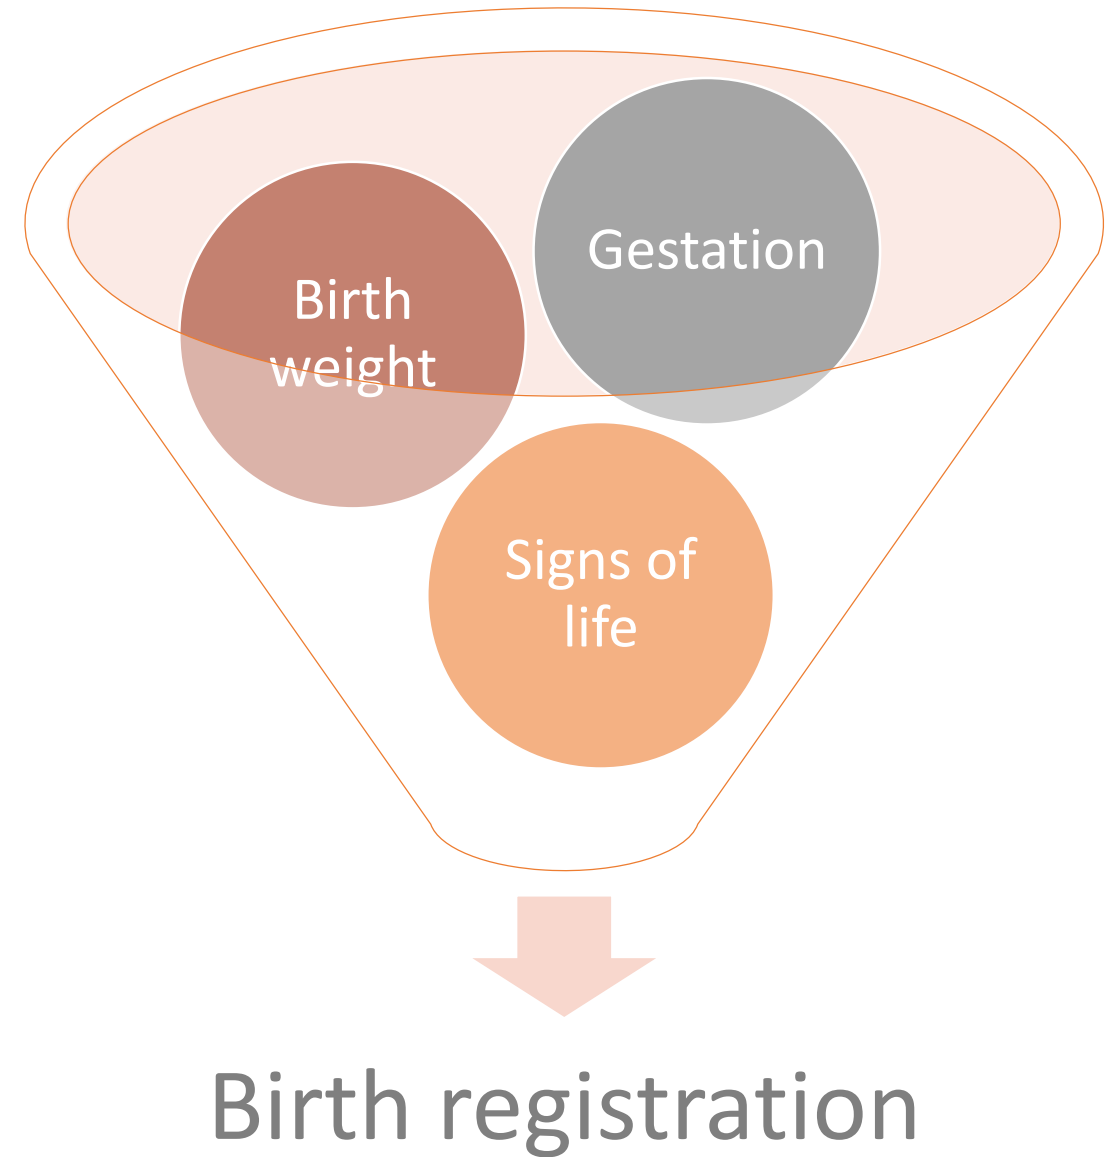 Gestation
Birth
weight
Signs of
life
Birth registration